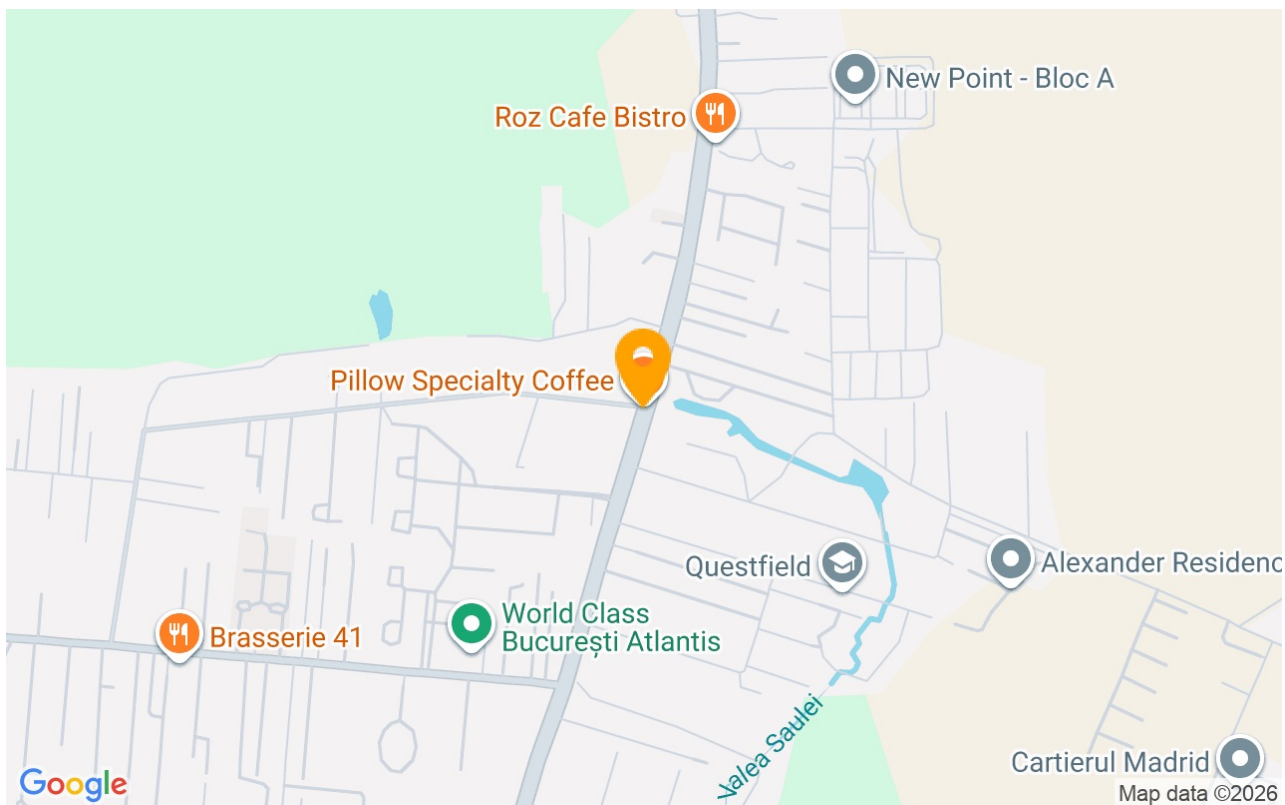 New Point - Bloc A
Roz Cafe Bistro
Pillow Specialty Coffee
Questfield
Alexander Residenc
World Class
București Atlantis
Brasserie 41
Valea Saulei
Cartierul Madrid
Google
Map data ©2026